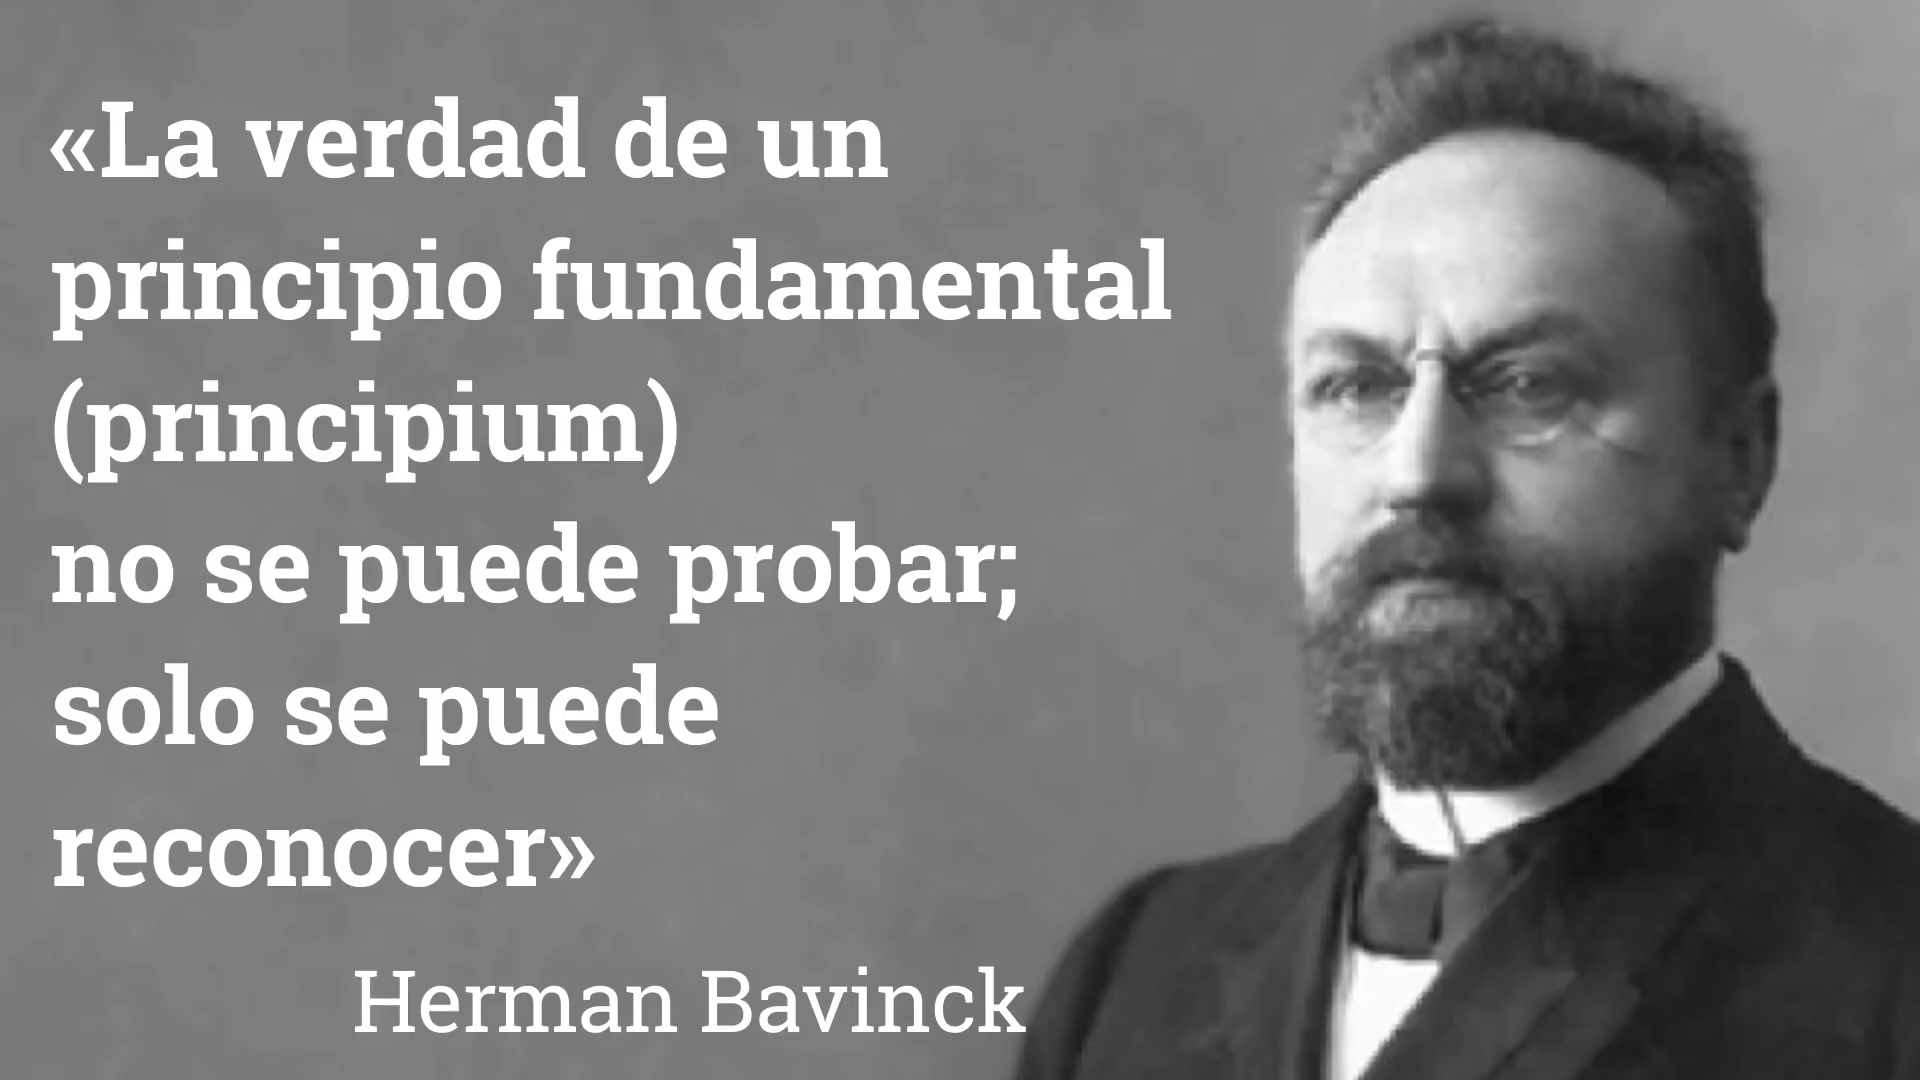 «La verdad de un
principio fundamental
(principium)
no se puede probar;
solo se puede
reconocer»
Herman Bavinck